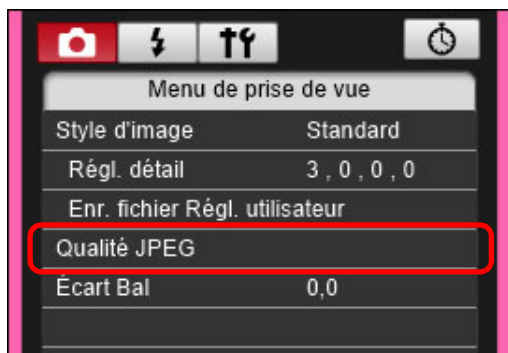 Menu de prise de vue
Style d'image Standard
Régl. détail 3 , 0 , 0 , 0
Enr. fichier Régl. utilisateur
Qualité JPEG
Écart Bal 0,0